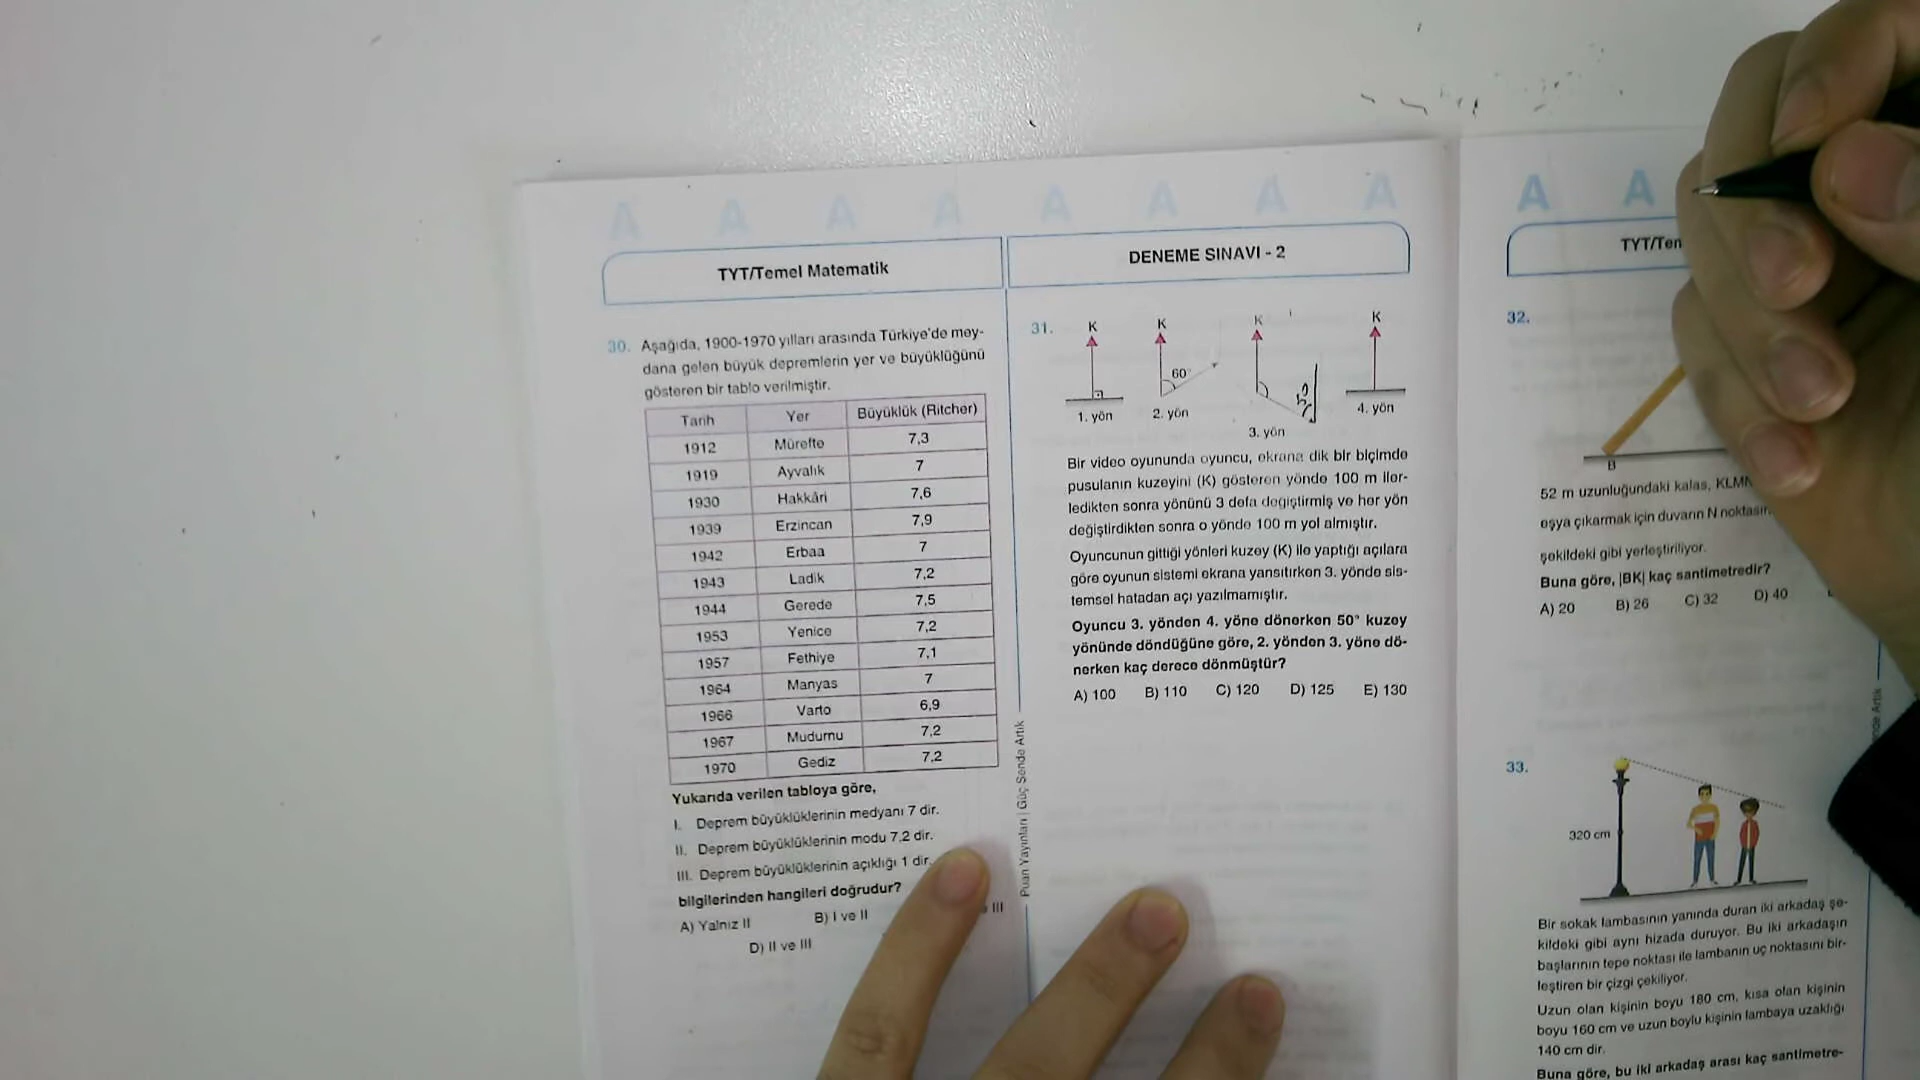 A A A A A A A A
TYT/Temel Matematik
DENEME SINAVI - 2
30. Aşağıda, 1900-1970 yılları arasında Türkiye'de mey-
dana gelen büyük depremlerin yer ve büyüklüğünü
gösteren bir tablo verilmiştir.
Tarih Yer Büyüklük (Ritcher)
1912 Mürefte 7,3
1919 Ayvalık 7
1930 Hakkâri 7,6
1939 Erzincan 7,9
1942 Erbaa 7
1943 Ladik 7,2
1944 Gerede 7,5
1953 Yenice 7,2
1957 Fethiye 7,1
1964 Manyas 7
1966 Varto 6,9
1967 Mudurnu 7,2
1970 Gediz 7,2
Yukarıda verilen tabloya göre,
I. Deprem büyüklüklerinin medyanı 7 dir.
II. Deprem büyüklüklerinin modu 7,2 dir.
III. Deprem büyüklüklerinin açıklığı 1 dir.
bilgilerinden hangileri doğrudur?
A) Yalnız II B) I ve II III
D) II ve III
Puan Yayınları | Güç Sende Artık
31. K K K K
60°
1. yön 2. yön 3. yön 4. yön
Bir video oyununda oyuncu, ekrana dik bir biçimde
pusulanın kuzeyini (K) gösteren yönde 100 m iler-
ledikten sonra yönünü 3 defa değiştirmiş ve her yön
değiştirdikten sonra o yönde 100 m yol almıştır.
Oyuncunun gittiği yönleri kuzey (K) ile yaptığı açılara
göre oyunun sistemi ekrana yansıtırken 3. yönde sis-
temsel hatadan açı yazılmamıştır.
Oyuncu 3. yönden 4. yöne dönerken 50° kuzey
yönünde döndüğüne göre, 2. yönden 3. yöne dö-
nerken kaç derece dönmüştür?
A) 100 B) 110 C) 120 D) 125 E) 130
A A
TYT/Tem
32.
B
52 m uzunluğundaki kalas, KLMN
eşya çıkarmak için duvarın N noktasın
şekildeki gibi yerleştiriliyor.
Buna göre, |BK| kaç santimetredir?
A) 20 B) 26 C) 32 D) 40
33.
320 cm
Bir sokak lambasının yanında duran iki arkadaş şe-
kildeki gibi aynı hizada duruyor. Bu iki arkadaşın
başlarının tepe noktası ile lambanın uç noktasını bir-
leştiren bir çizgi çekiliyor.
Uzun olan kişinin boyu 180 cm, kısa olan kişinin
boyu 160 cm ve uzun boylu kişinin lambaya uzaklığı
140 cm dir.
Buna göre, bu iki arkadaş arası kaç santimetre-